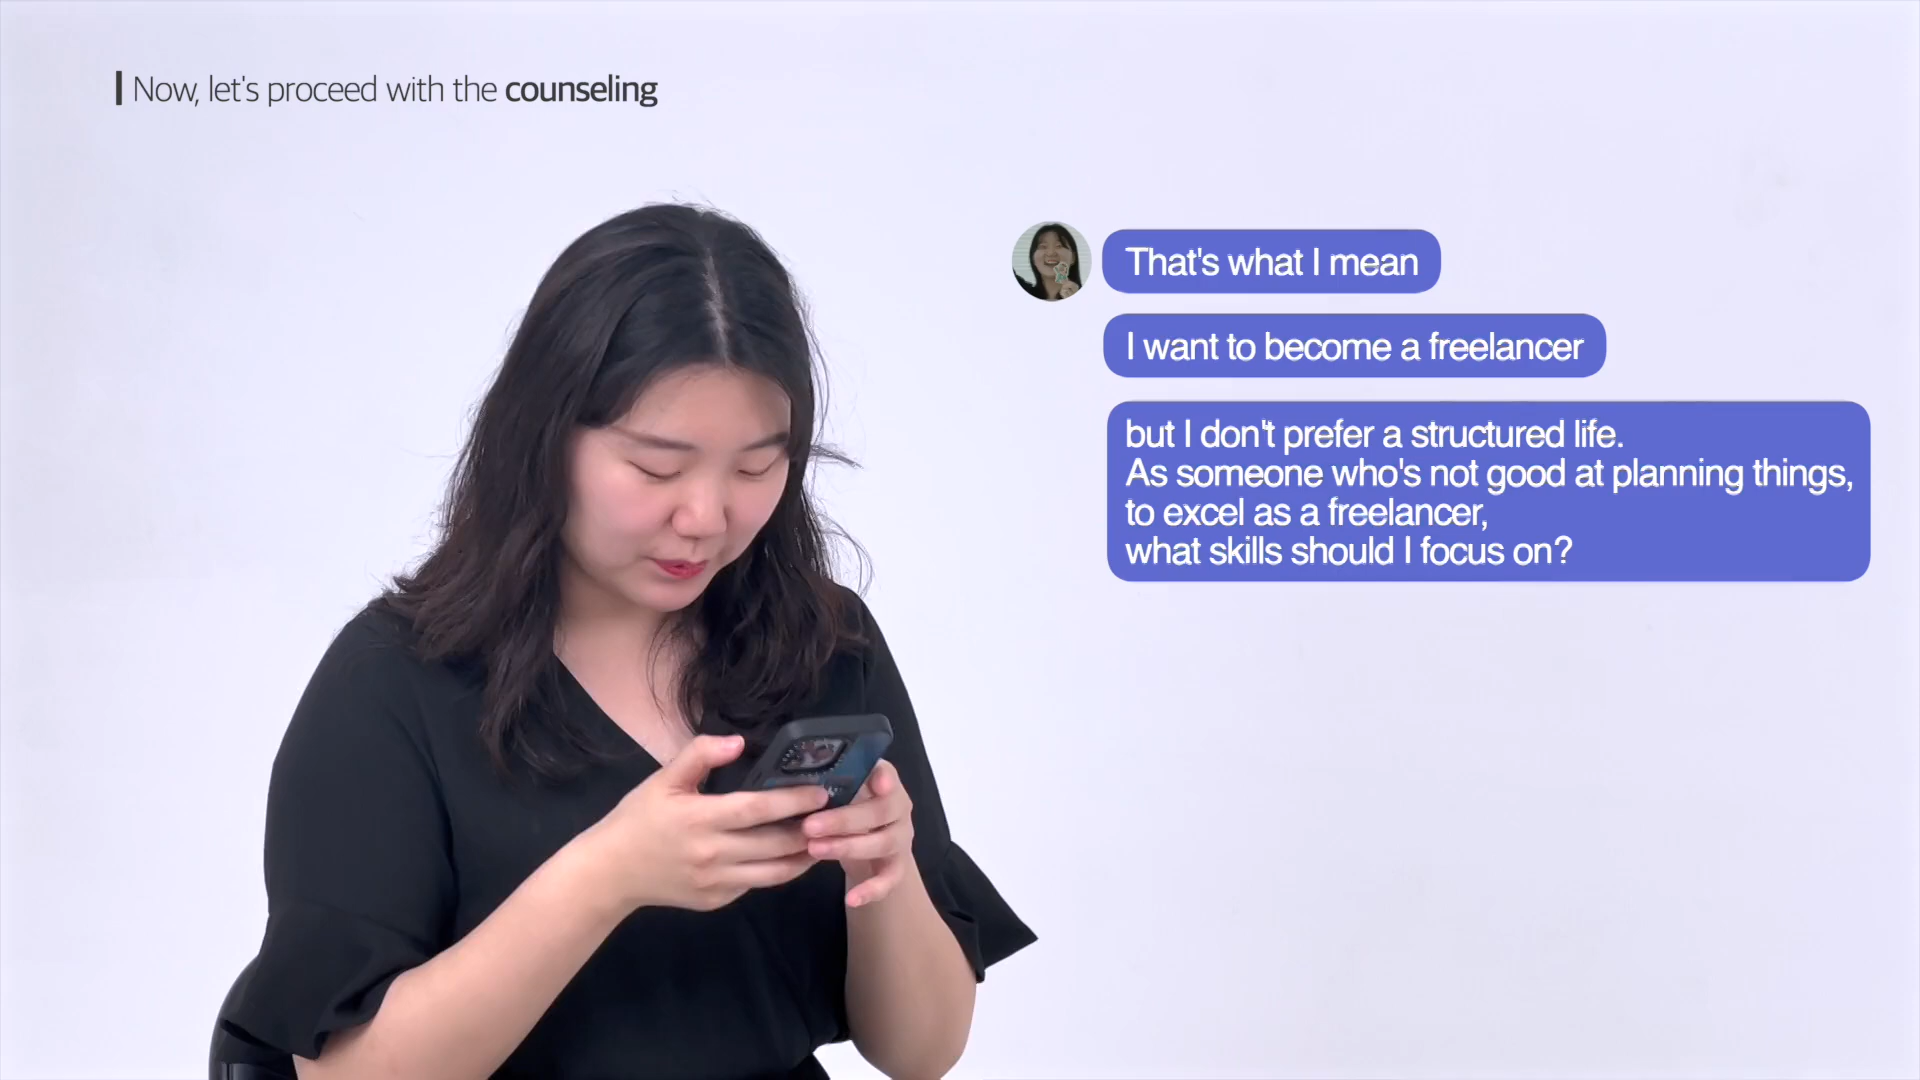 Now, let's proceed with the counseling
That's what I mean
I want to become a freelancer
but I don't prefer a structured life.
As someone who's not good at planning things,
to excel as a freelancer,
what skills should I focus on?